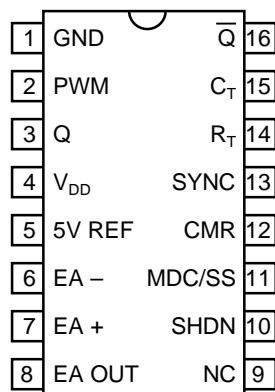 1 GND Q̅ 16
2 PWM C_T 15
3 Q R_T 14
4 V_DD SYNC 13
5 5V REF CMR 12
6 EA – MDC/SS 11
7 EA + SHDN 10
8 EA OUT NC 9